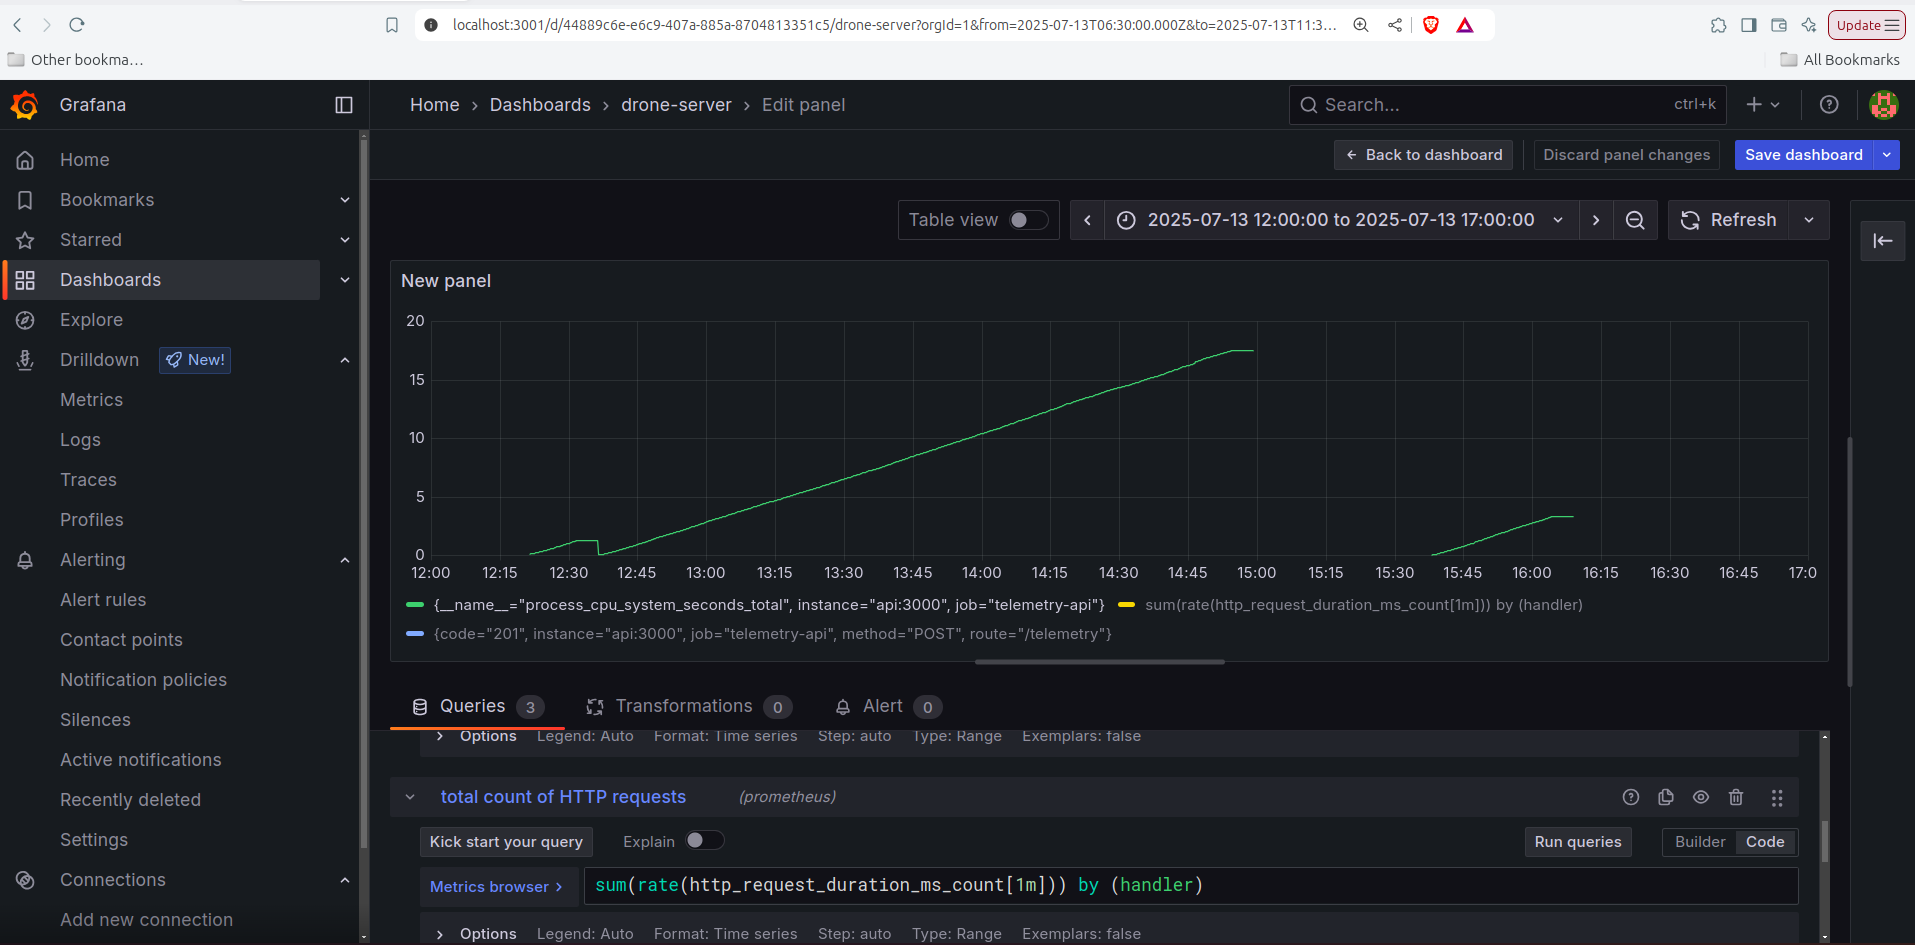 localhost:3001/d/44889c6e-e6c9-407a-885a-8704813351c5/drone-server?orgId=1&from=2025-07-13T06:30:00.000Z&to=2025-07-13T11:3…
Update
Other bookma…
All Bookmarks
Grafana
Home › Dashboards › drone-server › Edit panel
Search...
ctrl+k
Back to dashboard
Discard panel changes
Save dashboard
Home
Bookmarks
Starred
Dashboards
Explore
Drilldown
New!
Metrics
Logs
Traces
Profiles
Alerting
Alert rules
Contact points
Notification policies
Silences
Active notifications
Recently deleted
Settings
Connections
Add new connection
Table view
2025-07-13 12:00:00 to 2025-07-13 17:00:00
Refresh
New panel
20
15
10
5
0
12:00 12:15 12:30 12:45 13:00 13:15 13:30 13:45 14:00 14:15 14:30 14:45 15:00 15:15 15:30 15:45 16:00 16:15 16:30 16:45 17:0
{__name__="process_cpu_system_seconds_total", instance="api:3000", job="telemetry-api"}
sum(rate(http_request_duration_ms_count[1m])) by (handler)
{code="201", instance="api:3000", job="telemetry-api", method="POST", route="/telemetry"}
Queries 3
Transformations 0
Alert 0
Options Legend: Auto Format: Time series Step: auto Type: Range Exemplars: false
total count of HTTP requests
(prometheus)
Kick start your query
Explain
Run queries
Builder
Code
Metrics browser ›
sum(rate(http_request_duration_ms_count[1m])) by (handler)
Options Legend: Auto Format: Time series Step: auto Type: Range Exemplars: false